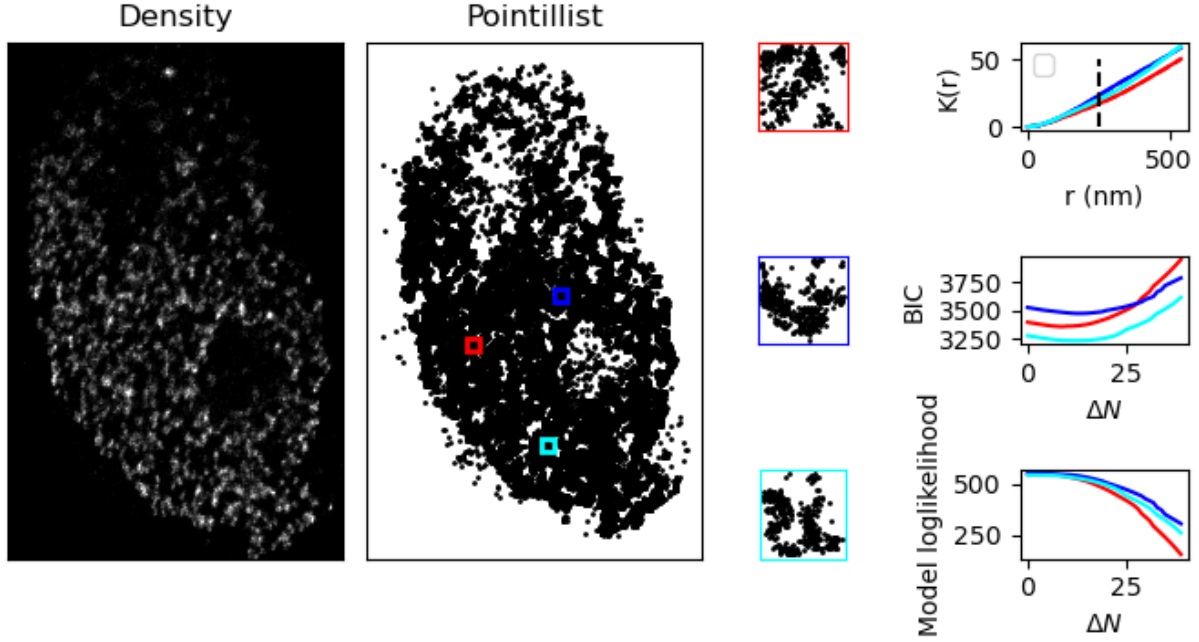 Density
Pointillist
K(r)
50
0
0
500
r (nm)
BIC
3750
3500
3250
0
25
ΔN
Model loglikelihood
500
250
0
25
ΔN